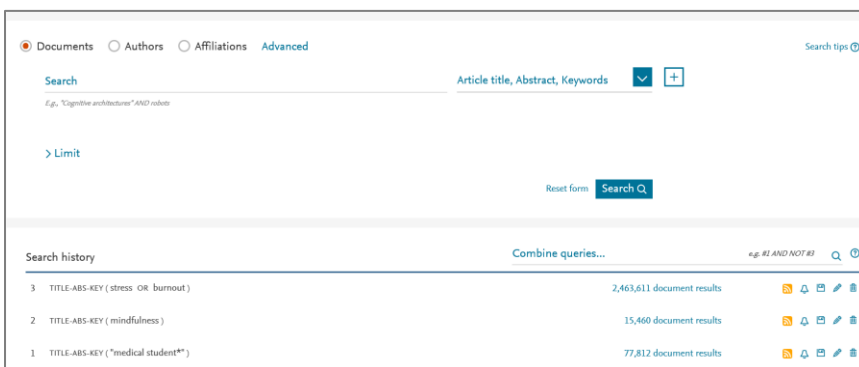 Documents Authors Affiliations Advanced Search tips
Search Article title, Abstract, Keywords
E.g., "Cognitive architectures" AND robots
Limit
Reset form Search
Search history Combine queries... e.g. #1 AND NOT #3
3 TITLE-ABS-KEY ( stress OR burnout ) 2,463,611 document results
2 TITLE-ABS-KEY ( mindfulness ) 15,460 document results
1 TITLE-ABS-KEY ( "medical student*" ) 77,812 document results